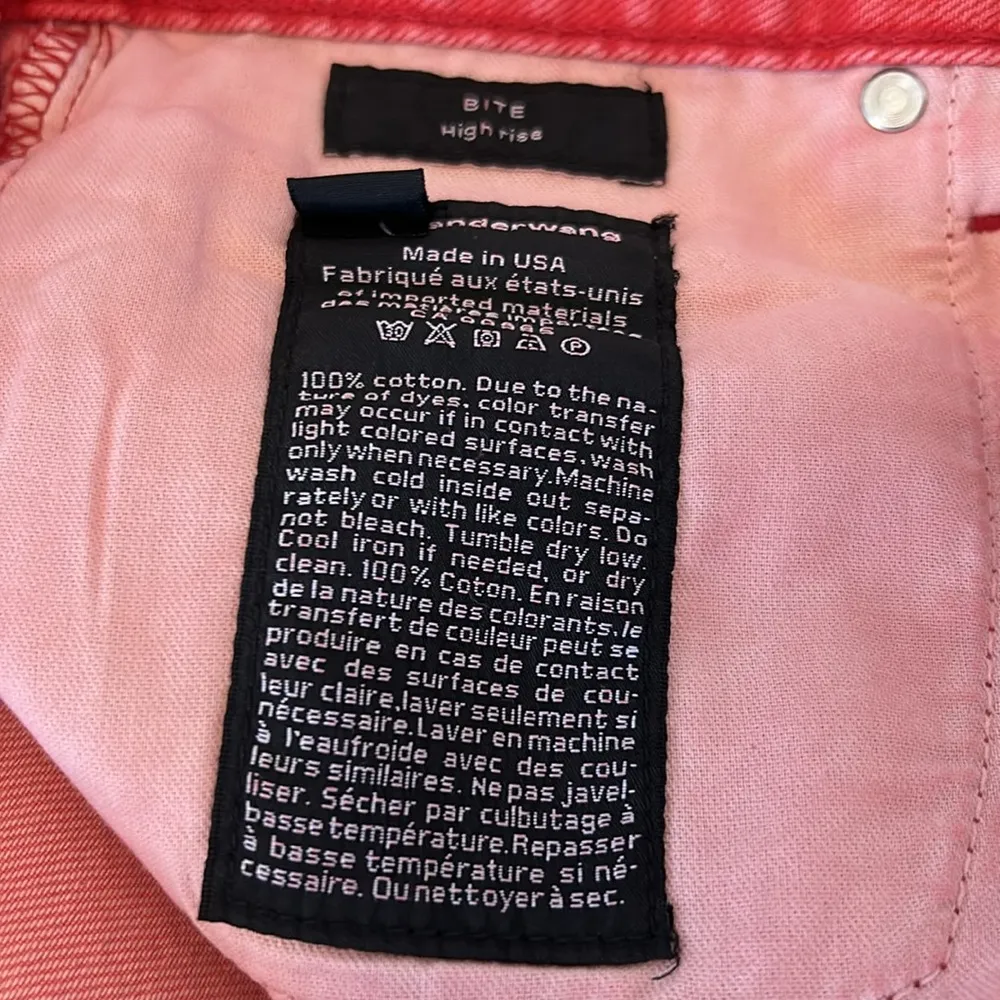 BITE
High rise
anderwang
Made in USA
Fabriqué aux états-unis
of imported materials
des matières importées
30
P
100% cotton. Due to the na-
ture of dyes, color transfer
may occur if in contact with
light colored surfaces, wash
only when necessary.Machine
wash cold inside out sepa-
rately or with like colors. Do
not bleach. Tumble dry low.
Cool iron if needed, or dry
clean. 100% Coton. En raison
de la nature des colorants, le
transfert de couleur peut se
produire en cas de contact
avec des surfaces de cou-
leur claire,laver seulement si
nécessaire.Laver en machine
à l'eaufroide avec des cou-
leurs similaires. Ne pas javel-
liser. Sécher par culbutage à
basse température.Repasser
à basse température si né-
cessaire. Ou nettoyer à sec.